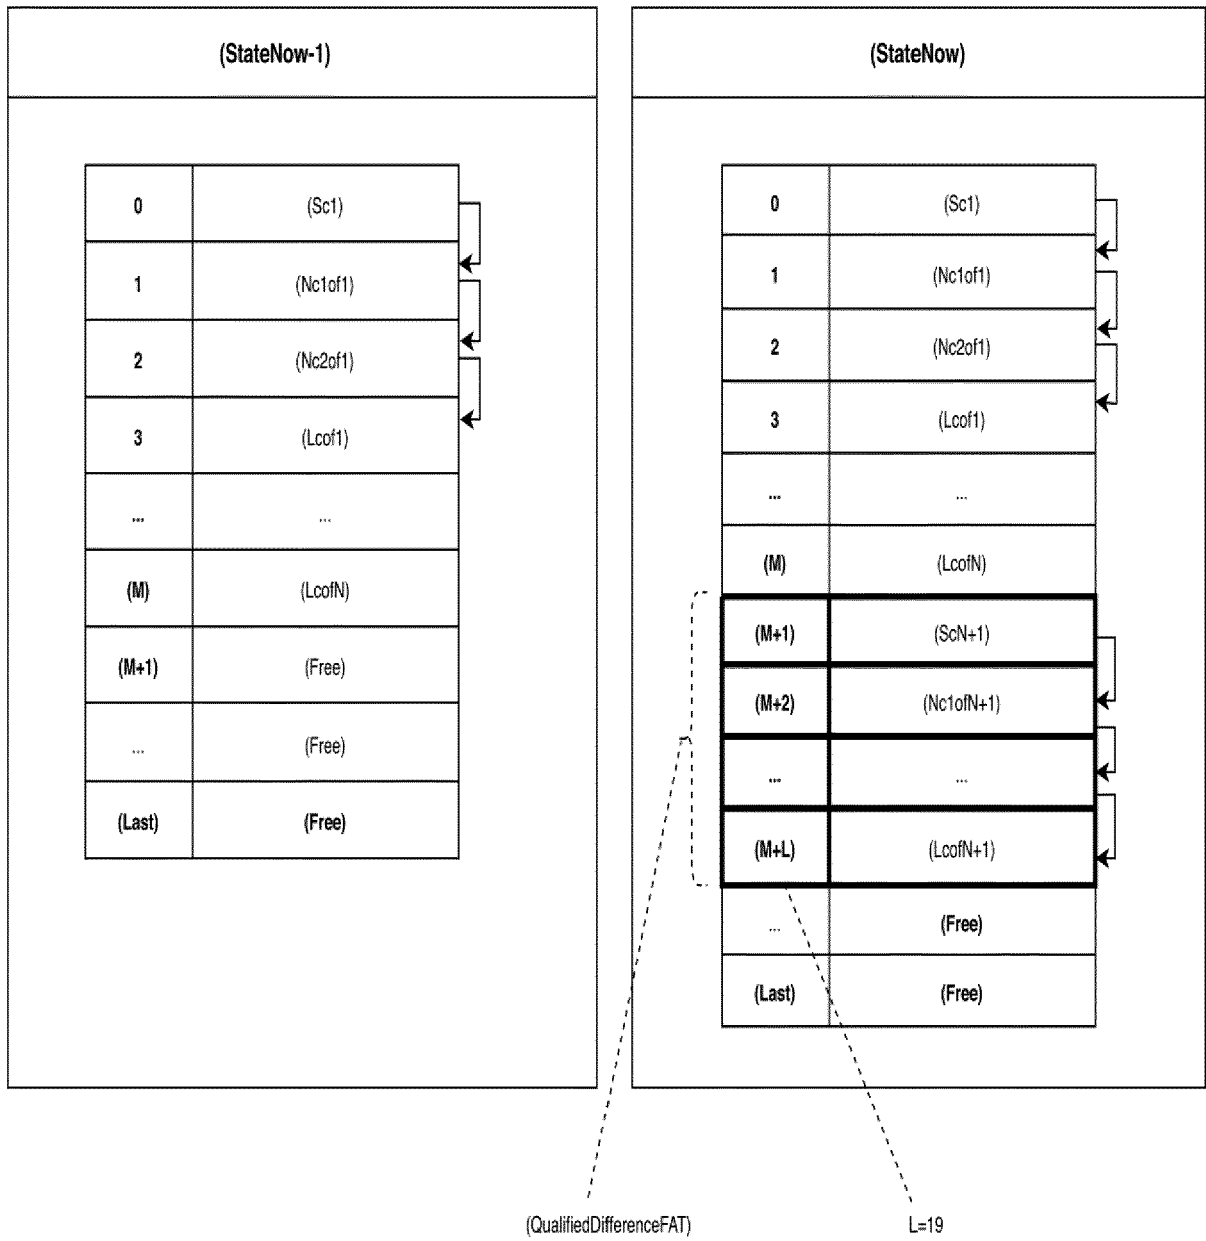 (StateNow-1)
0 (Sc1)
1 (Nc1of1)
2 (Nc2of1)
3 (Lcof1)
... ...
(M) (LcofN)
(M+1) (Free)
... (Free)
(Last) (Free)
(StateNow)
0 (Sc1)
1 (Nc1of1)
2 (Nc2of1)
3 (Lcof1)
... ...
(M) (LcofN)
(M+1) (ScN+1)
(M+2) (Nc1ofN+1)
... ...
(M+L) (LcofN+1)
... (Free)
(Last) (Free)
(QualifiedDifferenceFAT)
L=19